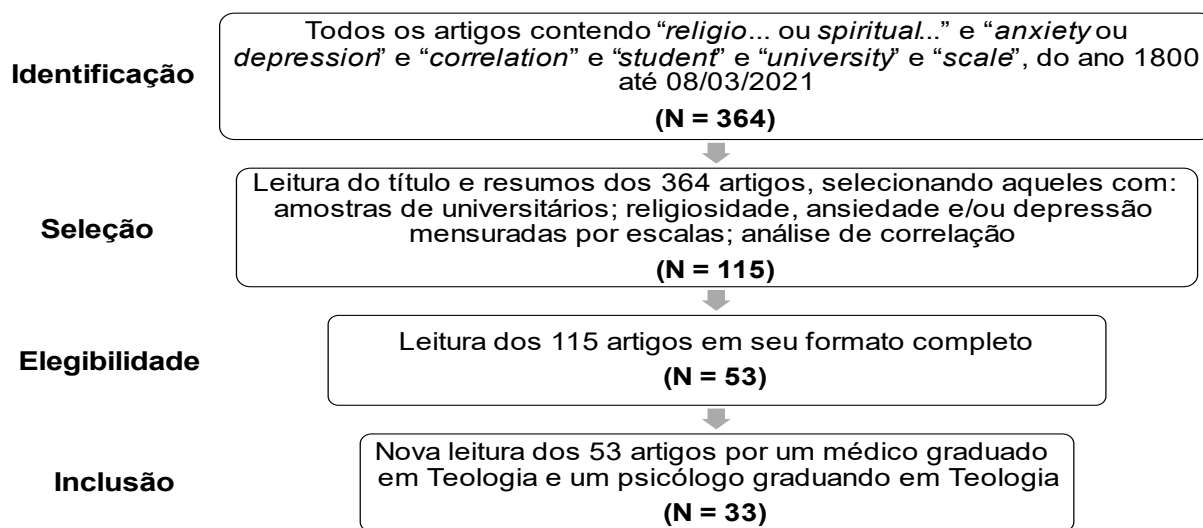 Identificação
Todos os artigos contendo “religio... ou spiritual...” e “anxiety ou
depression” e “correlation” e “student” e “university” e “scale”, do ano 1800
até 08/03/2021
(N = 364)
Seleção
Leitura do título e resumos dos 364 artigos, selecionando aqueles com:
amostras de universitários; religiosidade, ansiedade e/ou depressão
mensuradas por escalas; análise de correlação
(N = 115)
Elegibilidade
Leitura dos 115 artigos em seu formato completo
(N = 53)
Inclusão
Nova leitura dos 53 artigos por um médico graduado
em Teologia e um psicólogo graduando em Teologia
(N = 33)